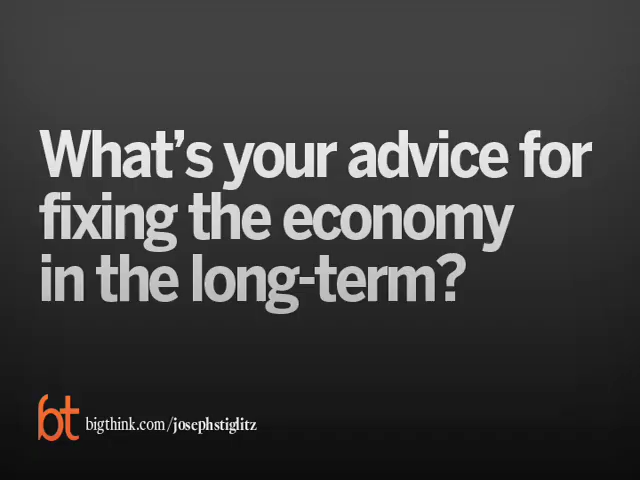 What's your advice for
fixing the economy
in the long-term?
bt bigthink.com/josephstiglitz